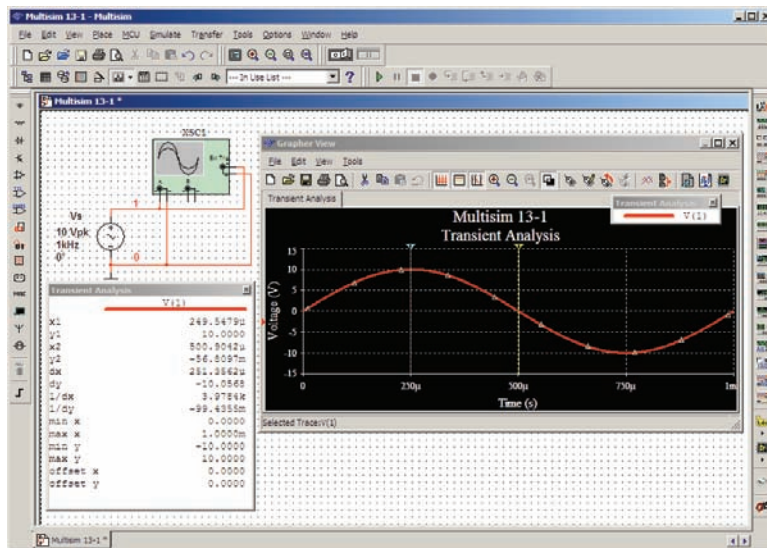 Multisim 13-1 - Multisim
File Edit View Place MCU Simulate Transfer Tools Options Window Help
--- In Use List ---
Multisim 13-1 *
XSC1
Vs
10 Vpk
1kHz
0°
1
0
Grapher View
File Edit View Tools
Transient Analysis
Transient Analysis
V(1)
Multisim 13-1
Transient Analysis
Voltage (V)
15
10
5
0
-5
-10
-15
0 250μ 500μ 750μ 1m
Time (s)
Selected Trace:V(1)
Transient Analysis
V(1)
x1 249.5479u
y1 10.0000
x2 500.9042u
y2 -56.8097m
dx 251.3562u
dy -10.0568
1/dx 3.9784k
1/dy -99.4355m
min x 0.0000
max x 1.0000m
min y -10.0000
max y 10.0000
offset x 0.0000
offset y 0.0000
Multisim 13-1 *